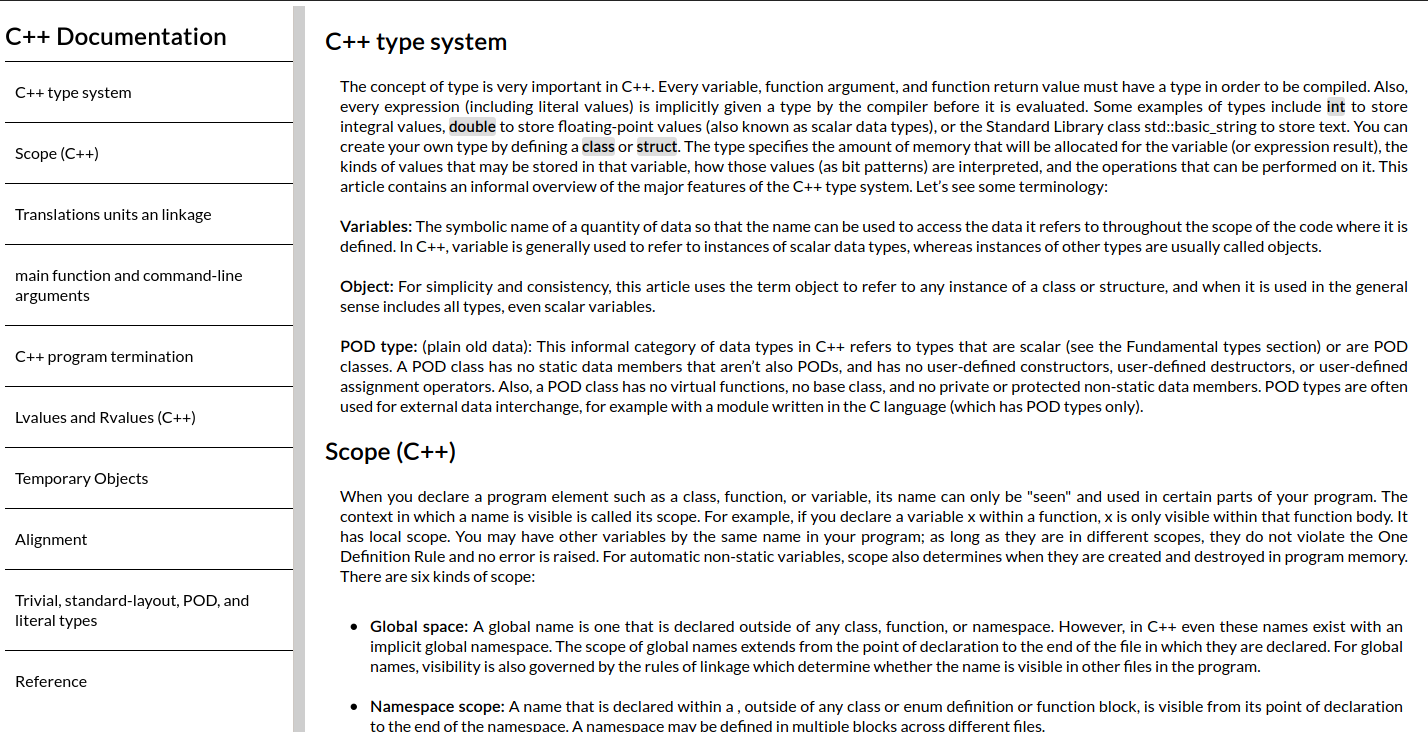 C++ Documentation
C++ type system
Scope (C++)
Translations units an linkage
main function and command-line
arguments
C++ program termination
Lvalues and Rvalues (C++)
Temporary Objects
Alignment
Trivial, standard-layout, POD, and
literal types
Reference
C++ type system
The concept of type is very important in C++. Every variable, function argument, and function return value must have a type in order to be compiled. Also,
every expression (including literal values) is implicitly given a type by the compiler before it is evaluated. Some examples of types include int to store
integral values, double to store floating-point values (also known as scalar data types), or the Standard Library class std::basic_string to store text. You can
create your own type by defining a class or struct. The type specifies the amount of memory that will be allocated for the variable (or expression result), the
kinds of values that may be stored in that variable, how those values (as bit patterns) are interpreted, and the operations that can be performed on it. This
article contains an informal overview of the major features of the C++ type system. Let’s see some terminology:
Variables: The symbolic name of a quantity of data so that the name can be used to access the data it refers to throughout the scope of the code where it is
defined. In C++, variable is generally used to refer to instances of scalar data types, whereas instances of other types are usually called objects.
Object: For simplicity and consistency, this article uses the term object to refer to any instance of a class or structure, and when it is used in the general
sense includes all types, even scalar variables.
POD type: (plain old data): This informal category of data types in C++ refers to types that are scalar (see the Fundamental types section) or are POD
classes. A POD class has no static data members that aren’t also PODs, and has no user-defined constructors, user-defined destructors, or user-defined
assignment operators. Also, a POD class has no virtual functions, no base class, and no private or protected non-static data members. POD types are often
used for external data interchange, for example with a module written in the C language (which has POD types only).
Scope (C++)
When you declare a program element such as a class, function, or variable, its name can only be "seen" and used in certain parts of your program. The
context in which a name is visible is called its scope. For example, if you declare a variable x within a function, x is only visible within that function body. It
has local scope. You may have other variables by the same name in your program; as long as they are in different scopes, they do not violate the One
Definition Rule and no error is raised. For automatic non-static variables, scope also determines when they are created and destroyed in program memory.
There are six kinds of scope:
• Global space: A global name is one that is declared outside of any class, function, or namespace. However, in C++ even these names exist with an
implicit global namespace. The scope of global names extends from the point of declaration to the end of the file in which they are declared. For global
names, visibility is also governed by the rules of linkage which determine whether the name is visible in other files in the program.
• Namespace scope: A name that is declared within a , outside of any class or enum definition or function block, is visible from its point of declaration
to the end of the namespace. A namespace may be defined in multiple blocks across different files.